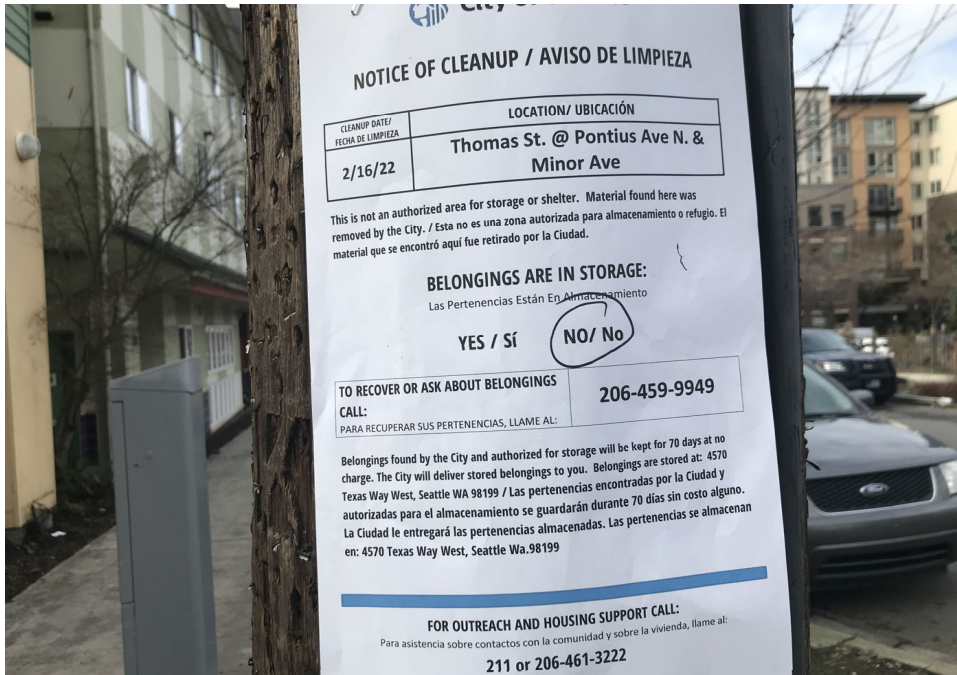 City of
NOTICE OF CLEANUP / AVISO DE LIMPIEZA
CLEANUP DATE/
FECHA DE LIMPIEZA
LOCATION/ UBICACIÓN
2/16/22
Thomas St. @ Pontius Ave N. &
Minor Ave
This is not an authorized area for storage or shelter. Material found here was
removed by the City. / Esta no es una zona autorizada para almacenamiento o refugio. El
material que se encontró aquí fue retirado por la Ciudad.
BELONGINGS ARE IN STORAGE:
Las Pertenencias Están En Almacenamiento
YES / Sí NO/ No
TO RECOVER OR ASK ABOUT BELONGINGS
CALL:
PARA RECUPERAR SUS PERTENENCIAS, LLAME AL:
206-459-9949
Belongings found by the City and authorized for storage will be kept for 70 days at no
charge. The City will deliver stored belongings to you. Belongings are stored at: 4570
Texas Way West, Seattle WA 98199 / Las pertenencias encontradas por la Ciudad y
autorizadas para el almacenamiento se guardarán durante 70 días sin costo alguno.
La Ciudad le entregará las pertenencias almacenadas. Las pertenencias se almacenan
en: 4570 Texas Way West, Seattle Wa.98199
FOR OUTREACH AND HOUSING SUPPORT CALL:
Para asistencia sobre contactos con la comunidad y sobre la vivienda, llame al:
211 or 206-461-3222
Ford